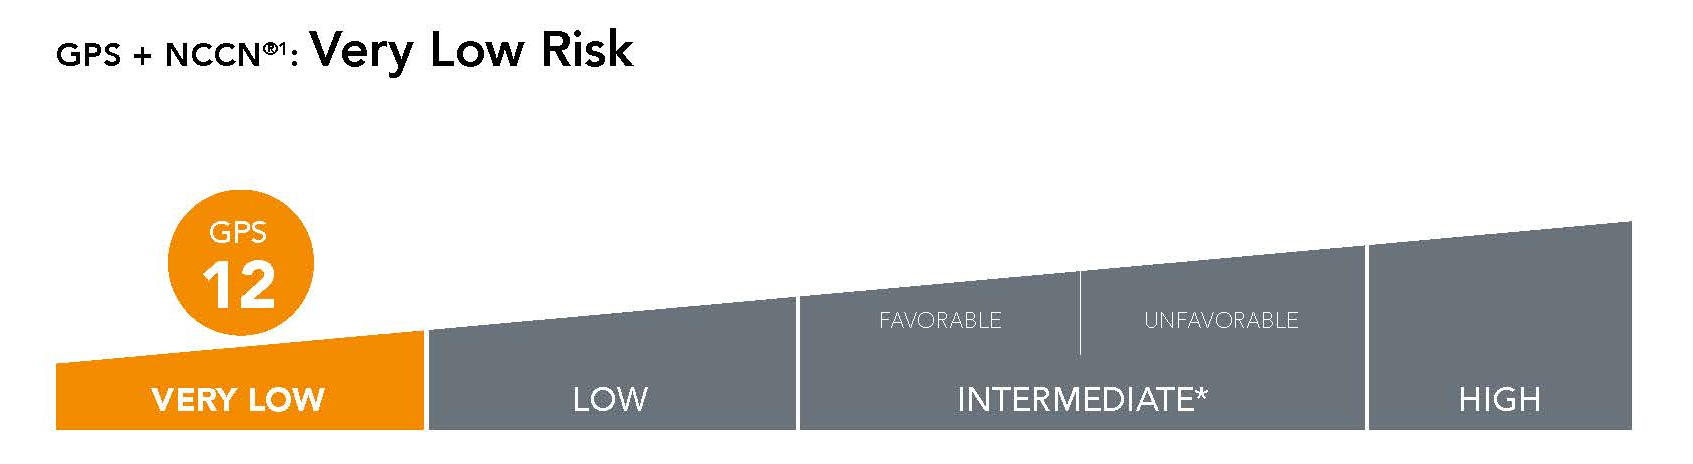 GPS + NCCN®¹: Very Low Risk
GPS
12
FAVORABLE
UNFAVORABLE
VERY LOW
LOW
INTERMEDIATE*
HIGH